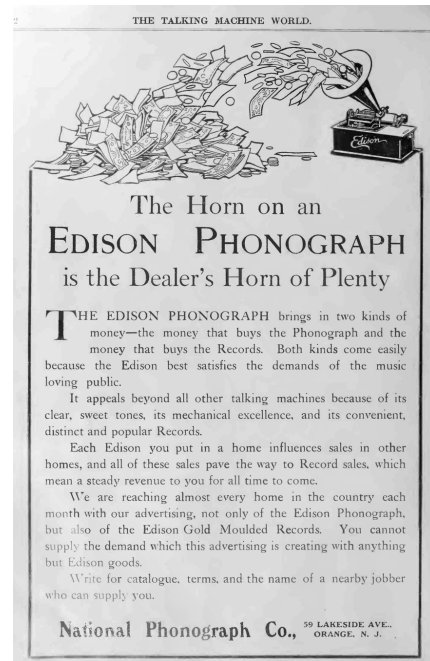 THE TALKING MACHINE WORLD.
Edison
The Horn on an
EDISON PHONOGRAPH
is the Dealer's Horn of Plenty
THE EDISON PHONOGRAPH brings in two kinds of
money—the money that buys the Phonograph and the
money that buys the Records. Both kinds come easily
because the Edison best satisfies the demands of the music
loving public.
It appeals beyond all other talking machines because of its
clear, sweet tones, its mechanical excellence, and its convenient,
distinct and popular Records.
Each Edison you put in a home influences sales in other
homes, and all of these sales pave the way to Record sales, which
mean a steady revenue to you for all time to come.
We are reaching almost every home in the country each
month with our advertising, not only of the Edison Phonograph,
but also of the Edison Gold Moulded Records. You cannot
supply the demand which this advertising is creating with anything
but Edison goods.
Write for catalogue, terms, and the name of a nearby jobber
who can supply you.
National Phonograph Co., 59 LAKESIDE AVE.,
ORANGE, N. J.